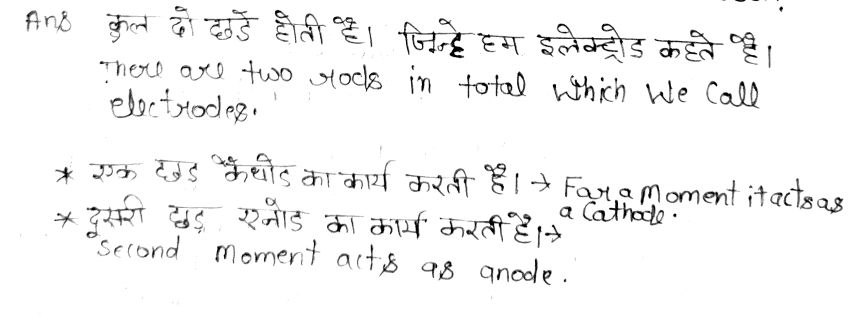 Ans कुल दो छडे होती है। जिन्हे हम इलेक्ट्रोड कहते है।
There are two rods in total which we call
electrodes.
* एक छड कैथोड का कार्य करती है। → For a moment it acts as
a Cathode.
* दूसरी छड़ एनोड का कार्य करती है। →
Second moment acts as anode.